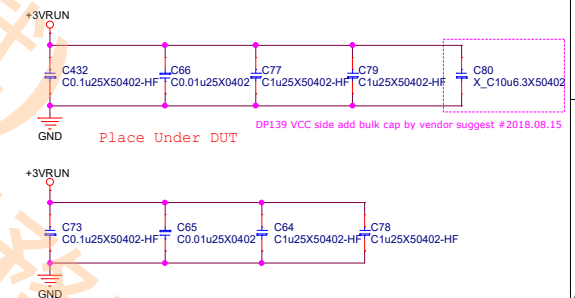 +3VRUN
C432
C0.1u25X50402-HF
C66
C0.01u25X0402
C77
C1u25X50402-HF
C79
C1u25X50402-HF
C80
X_C10u6.3X50402
GND
Place Under DUT
DP139 VCC side add bulk cap by vendor suggest #2018.08.15
+3VRUN
C73
C0.1u25X50402-HF
C65
C0.01u25X0402
C64
C1u25X50402-HF
C78
C1u25X50402-HF
GND